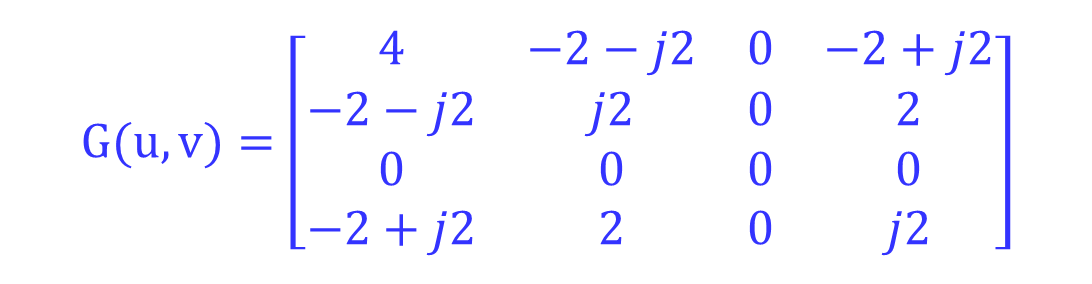 4 −2 − j2 0 −2 + j2
−2 − j2 j2 0 2
G(u, v) =
0 0 0 0
−2 + j2 2 0 j2